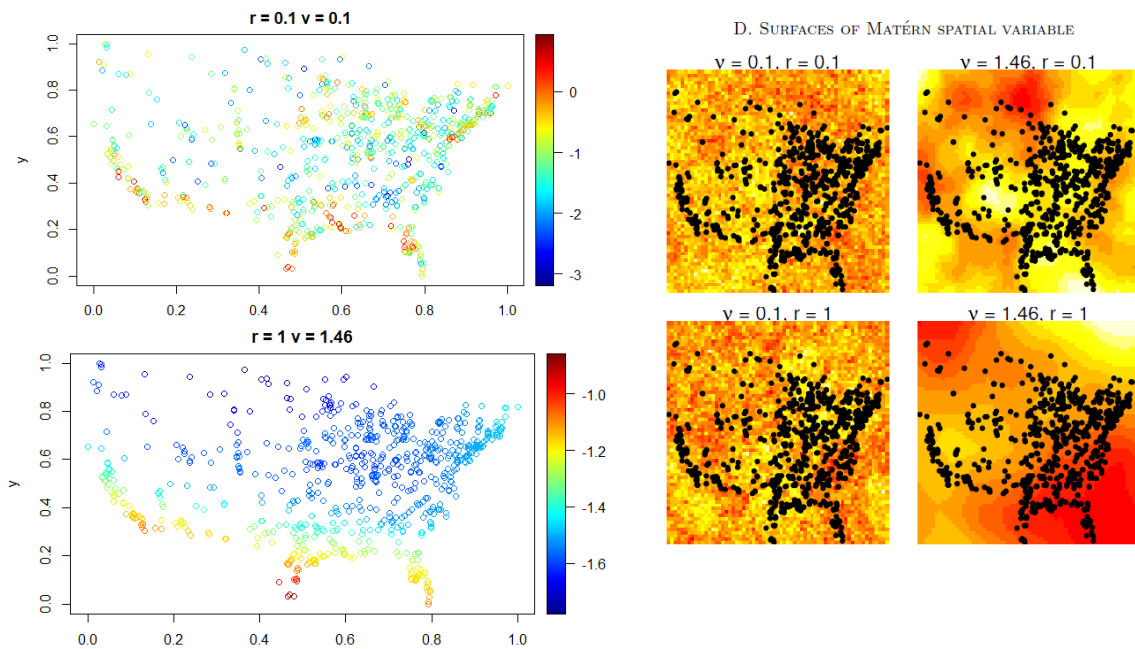 r = 0.1 v = 0.1
y
0.0 0.2 0.4 0.6 0.8 1.0
0.0 0.2 0.4 0.6 0.8 1.0
0
-1
-2
-3
r = 1 v = 1.46
y
0.0 0.2 0.4 0.6 0.8 1.0
0.0 0.2 0.4 0.6 0.8 1.0
-1.0
-1.2
-1.4
-1.6
D. Surfaces of Matérn spatial variable
ν = 0.1, r = 0.1
ν = 1.46, r = 0.1
ν = 0.1, r = 1
ν = 1.46, r = 1